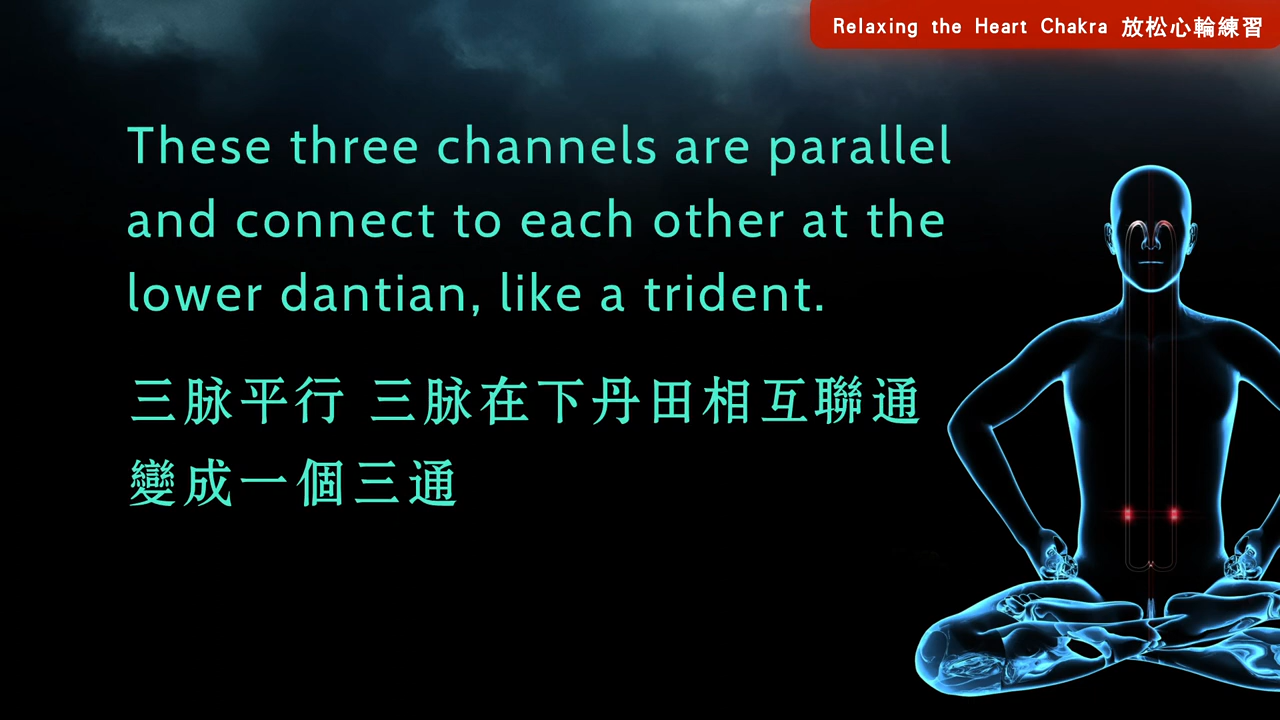 Relaxing the Heart Chakra 放松心輪練習
These three channels are parallel
and connect to each other at the
lower dantian, like a trident.
三脉平行 三脉在下丹田相互聯通
變成一個三通